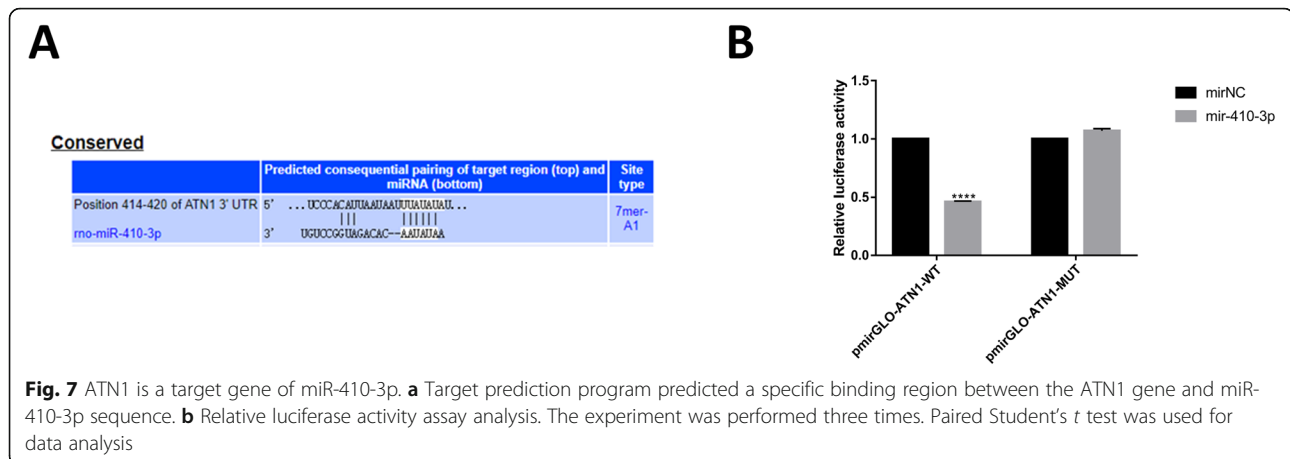 A
Conserved
Predicted consequential pairing of target region (top) and miRNA (bottom)
Site type
Position 414-420 of ATN1 3' UTR 5' ...UCCCACAUUAAUAAUUUAUAUAU...
rno-miR-410-3p 3' UGUCCGGUAGACAC--AAUAUAA
7mer-A1
B
Relative luciferase activity
1.5
1.0
0.5
0.0
****
pmirGLO-ATN1-WT
pmirGLO-ATN1-MUT
mirNC
mir-410-3p
Fig. 7 ATN1 is a target gene of miR-410-3p. a Target prediction program predicted a specific binding region between the ATN1 gene and miR-
410-3p sequence. b Relative luciferase activity assay analysis. The experiment was performed three times. Paired Student's t test was used for
data analysis